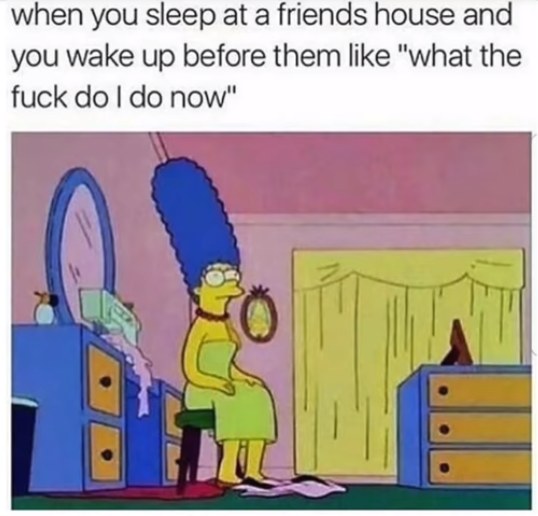 when you sleep at a friends house and
you wake up before them like "what the
fuck do I do now"